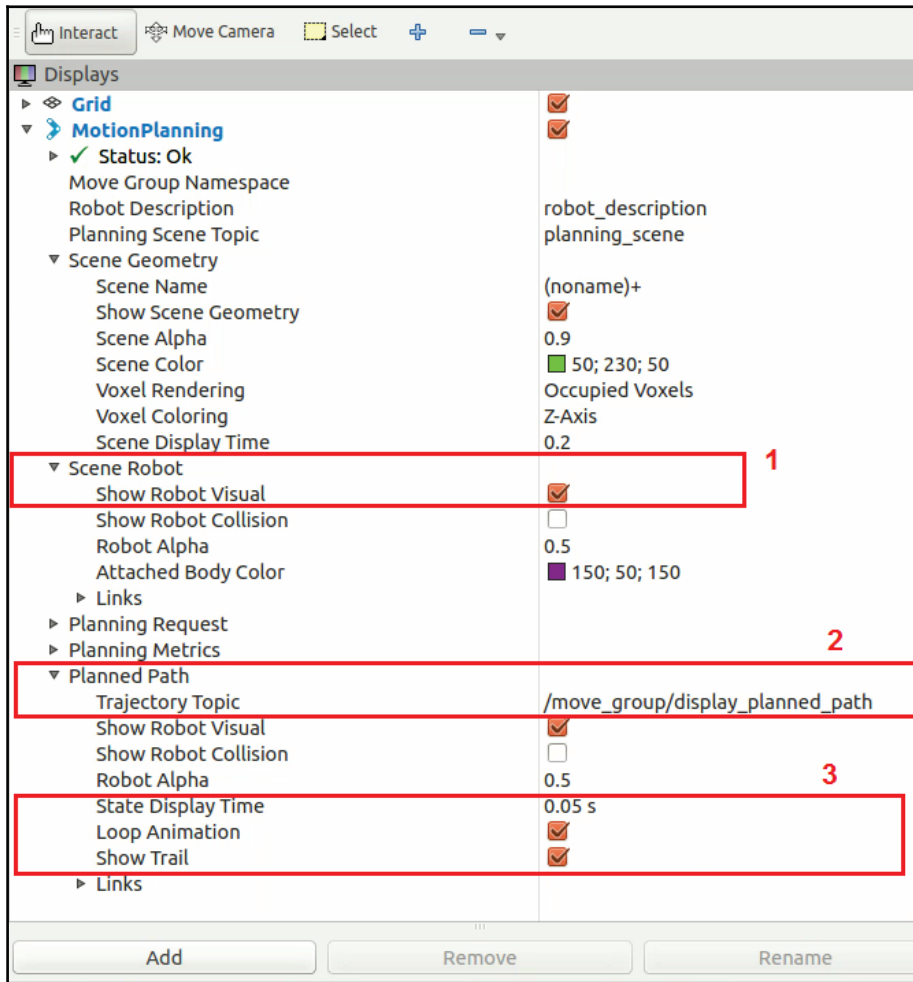 Interact Move Camera Select
Displays
Grid
MotionPlanning
Status: Ok
Move Group Namespace
Robot Description robot_description
Planning Scene Topic planning_scene
Scene Geometry
Scene Name (noname)+
Show Scene Geometry
Scene Alpha 0.9
Scene Color 50; 230; 50
Voxel Rendering Occupied Voxels
Voxel Coloring Z-Axis
Scene Display Time 0.2
1
Scene Robot
Show Robot Visual
Show Robot Collision
Robot Alpha 0.5
Attached Body Color 150; 50; 150
Links
Planning Request
Planning Metrics
2
Planned Path
Trajectory Topic /move_group/display_planned_path
Show Robot Visual
Show Robot Collision
Robot Alpha 0.5
3
State Display Time 0.05 s
Loop Animation
Show Trail
Links
Add Remove Rename